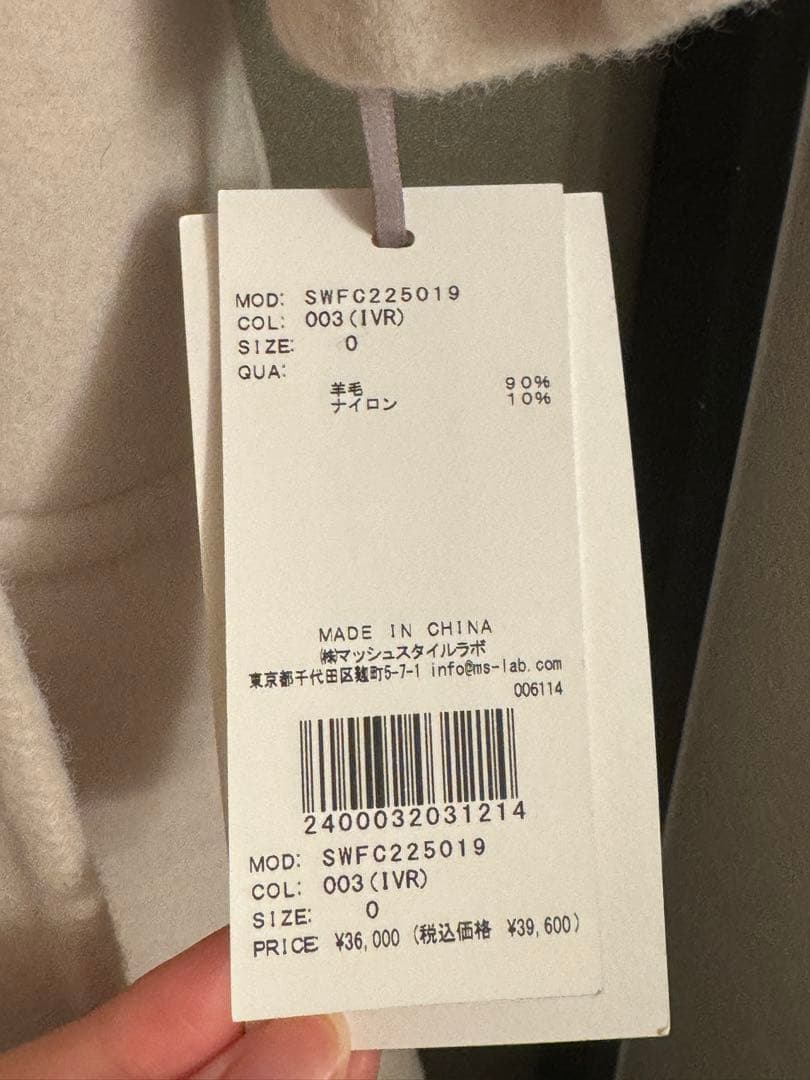 MOD: SWFC225019
COL: 003(IVR)
SIZE: 0
QUA:
羊毛 90%
ナイロン 10%
MADE IN CHINA
㈱マッシュスタイルラボ
東京都千代田区麹町5-7-1 info@ms-lab.com
006114
2400032031214
MOD: SWFC225019
COL: 003(IVR)
SIZE: 0
PRICE ¥36,000 (税込価格 ¥39,600)